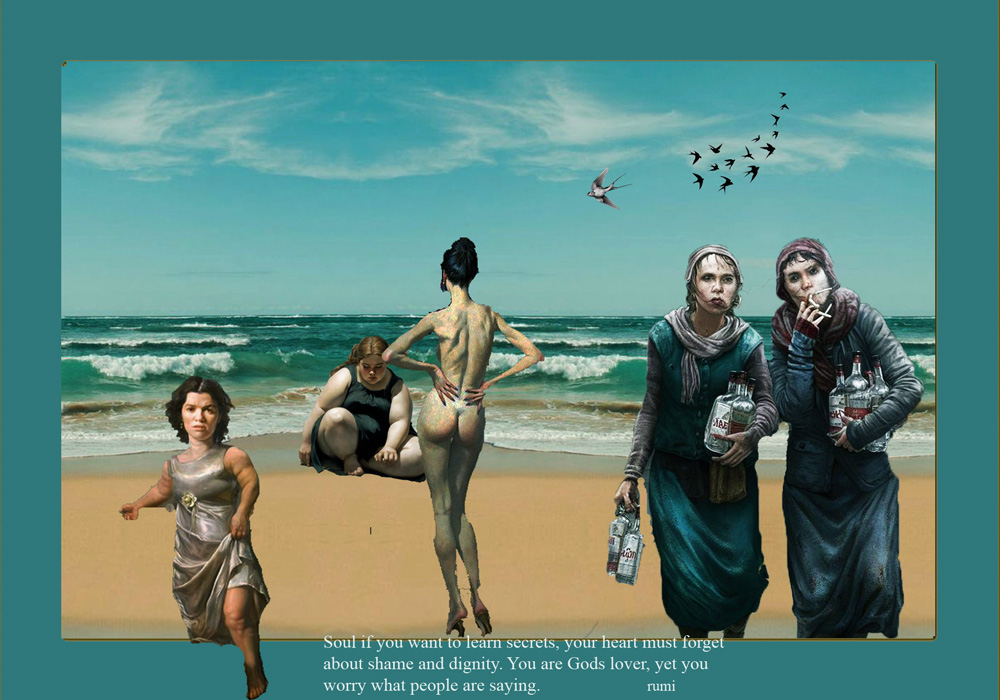 Soul if you want to learn secrets, your heart must forget
about shame and dignity. You are Gods lover, yet you
worry what people are saying.
rumi